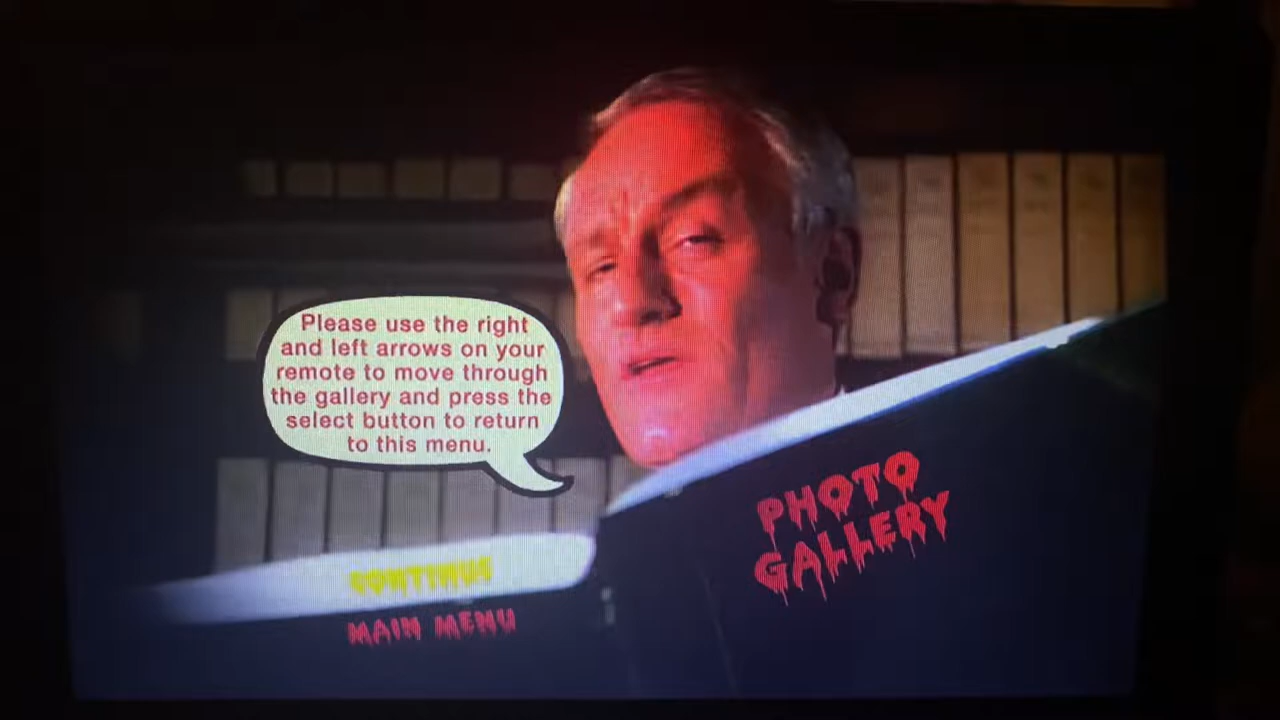 Please use the right
and left arrows on your
remote to move through
the gallery and press the
select button to return
to this menu.
PHOTO
GALLERY
CONTINUE
MAIN MENU